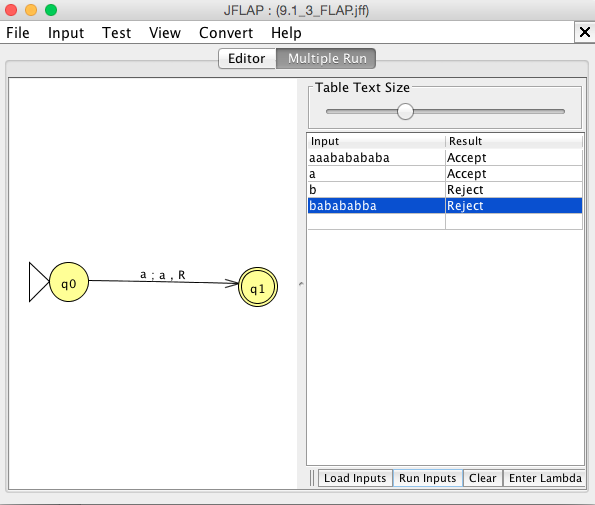 JFLAP : (9.1_3_FLAP.jff)
File Input Test View Convert Help
Editor Multiple Run
Table Text Size
Input Result
aaababababa Accept
a Accept
b Reject
babababba Reject
a ; a , R
q0 q1
Load Inputs Run Inputs Clear Enter Lambda